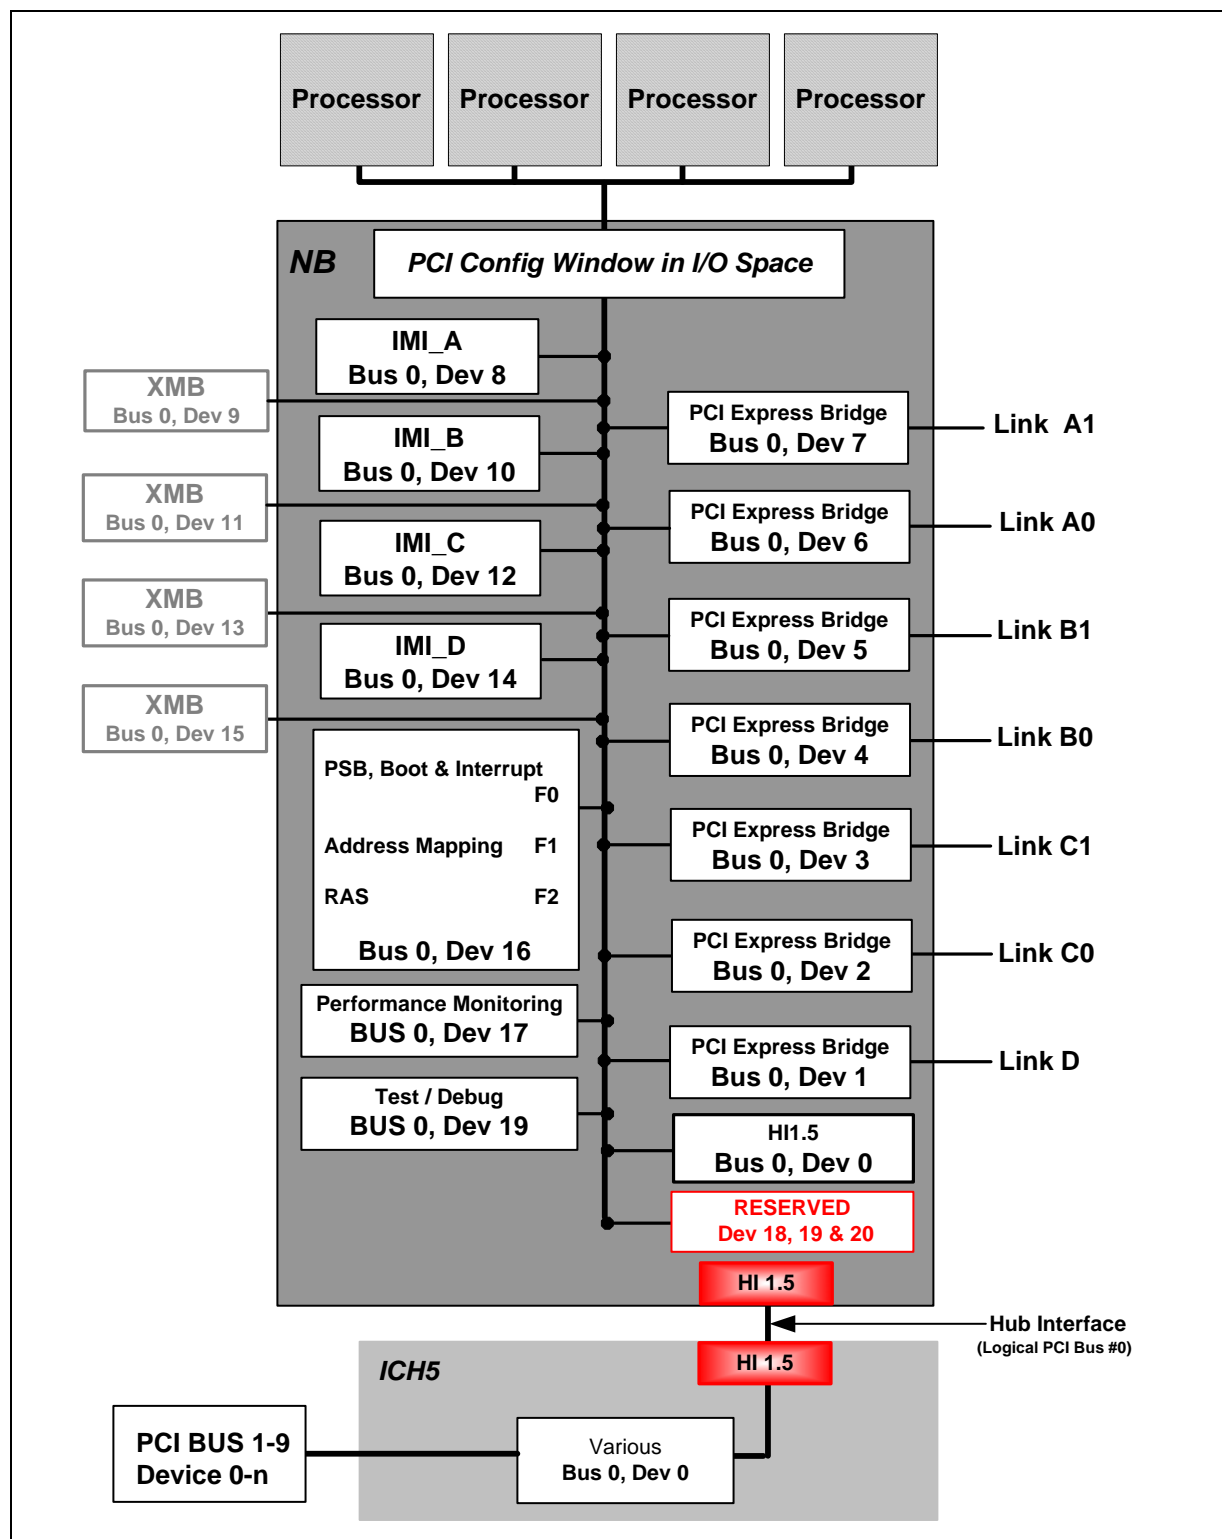 Processor
Processor
Processor
Processor
NB
PCI Config Window in I/O Space
IMI_A
Bus 0, Dev 8
XMB
Bus 0, Dev 9
IMI_B
Bus 0, Dev 10
XMB
Bus 0, Dev 11
IMI_C
Bus 0, Dev 12
XMB
Bus 0, Dev 13
IMI_D
Bus 0, Dev 14
XMB
Bus 0, Dev 15
PSB, Boot & Interrupt
F0
Address Mapping F1
RAS F2
Bus 0, Dev 16
Performance Monitoring
BUS 0, Dev 17
Test / Debug
BUS 0, Dev 19
PCI Express Bridge
Bus 0, Dev 7
Link A1
PCI Express Bridge
Bus 0, Dev 6
Link A0
PCI Express Bridge
Bus 0, Dev 5
Link B1
PCI Express Bridge
Bus 0, Dev 4
Link B0
PCI Express Bridge
Bus 0, Dev 3
Link C1
PCI Express Bridge
Bus 0, Dev 2
Link C0
PCI Express Bridge
Bus 0, Dev 1
Link D
HI1.5
Bus 0, Dev 0
RESERVED
Dev 18, 19 & 20
HI 1.5
Hub Interface
(Logical PCI Bus #0)
HI 1.5
ICH5
Various
Bus 0, Dev 0
PCI BUS 1-9
Device 0-n